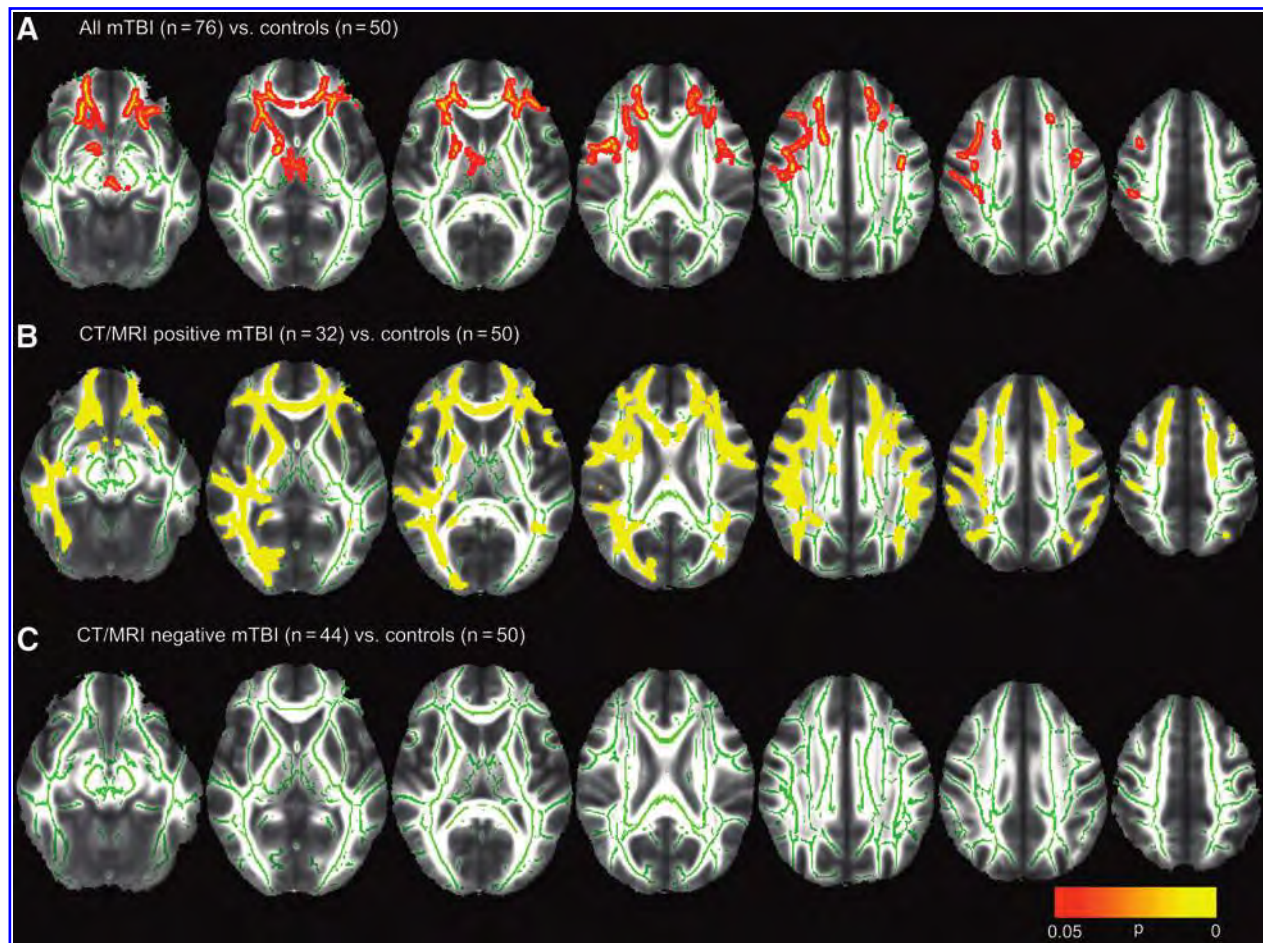 A All mTBI (n = 76) vs. controls (n = 50)
B CT/MRI positive mTBI (n = 32) vs. controls (n = 50)
C CT/MRI negative mTBI (n = 44) vs. controls (n = 50)
0.05 p 0